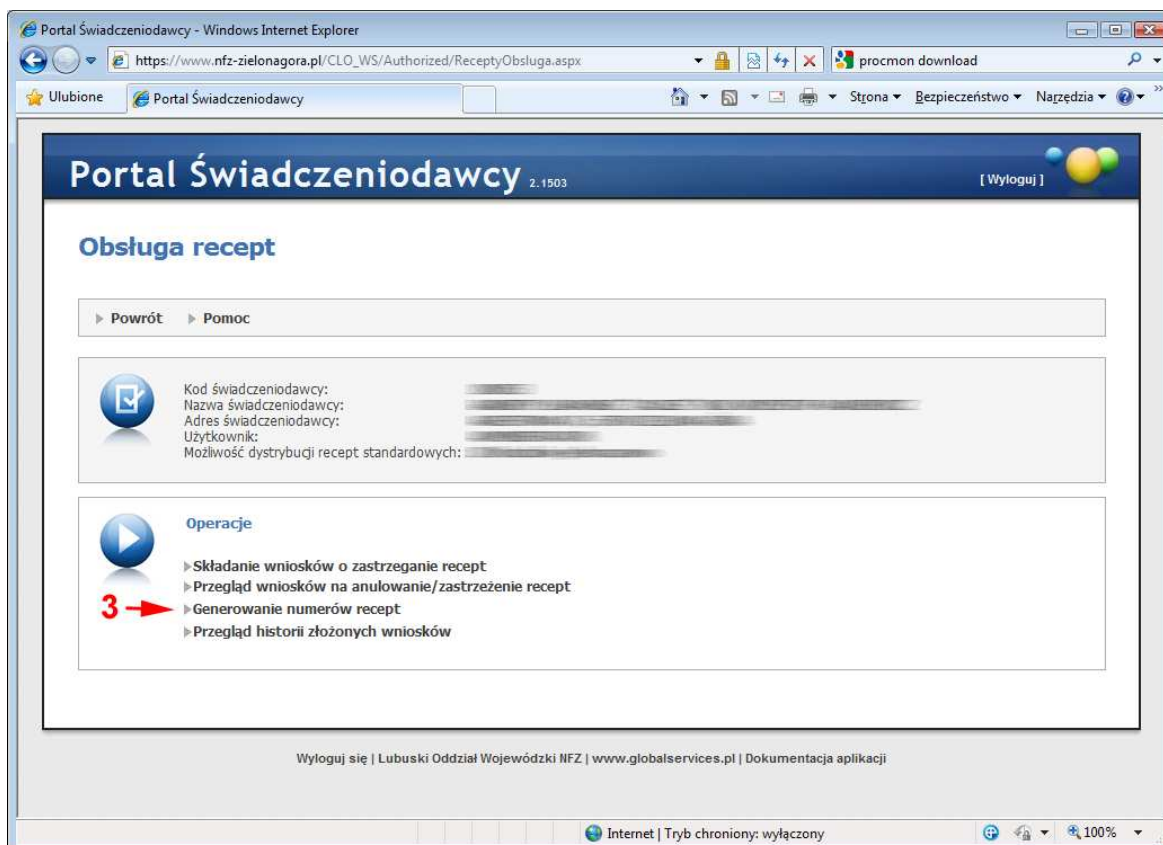 Portal Świadczeniodawcy - Windows Internet Explorer
https://www.nfz-zielonagora.pl/CLO_WS/Authorized/ReceptyObsluga.aspx procmon download
Ulubione Portal Świadczeniodawcy Strona Bezpieczeństwo Narzędzia
Portal Świadczeniodawcy 2.1503 [ Wyloguj ]
Obsługa recept
Powrót Pomoc
Kod świadczeniodawcy:
Nazwa świadczeniodawcy:
Adres świadczeniodawcy:
Użytkownik:
Możliwość dystrybucji recept standardowych:
Operacje
Składanie wniosków o zastrzeganie recept
Przegląd wniosków na anulowanie/zastrzeżenie recept
3 Generowanie numerów recept
Przegląd historii złożonych wniosków
Wyloguj się | Lubuski Oddział Wojewódzki NFZ | www.globalservices.pl | Dokumentacja aplikacji
Internet | Tryb chroniony: wyłączony 100%